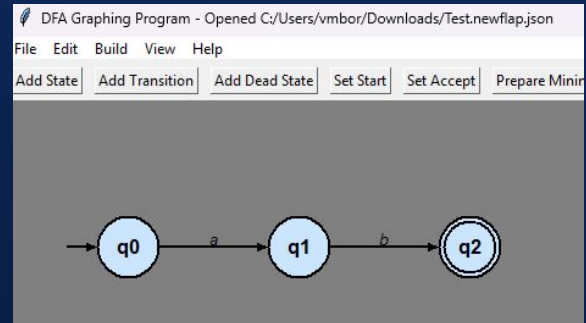 DFA Graphing Program - Opened C:/Users/vmbor/Downloads/Test.newflap.json
File Edit Build View Help
Add State Add Transition Add Dead State Set Start Set Accept Prepare Minir
q0 a q1 b q2